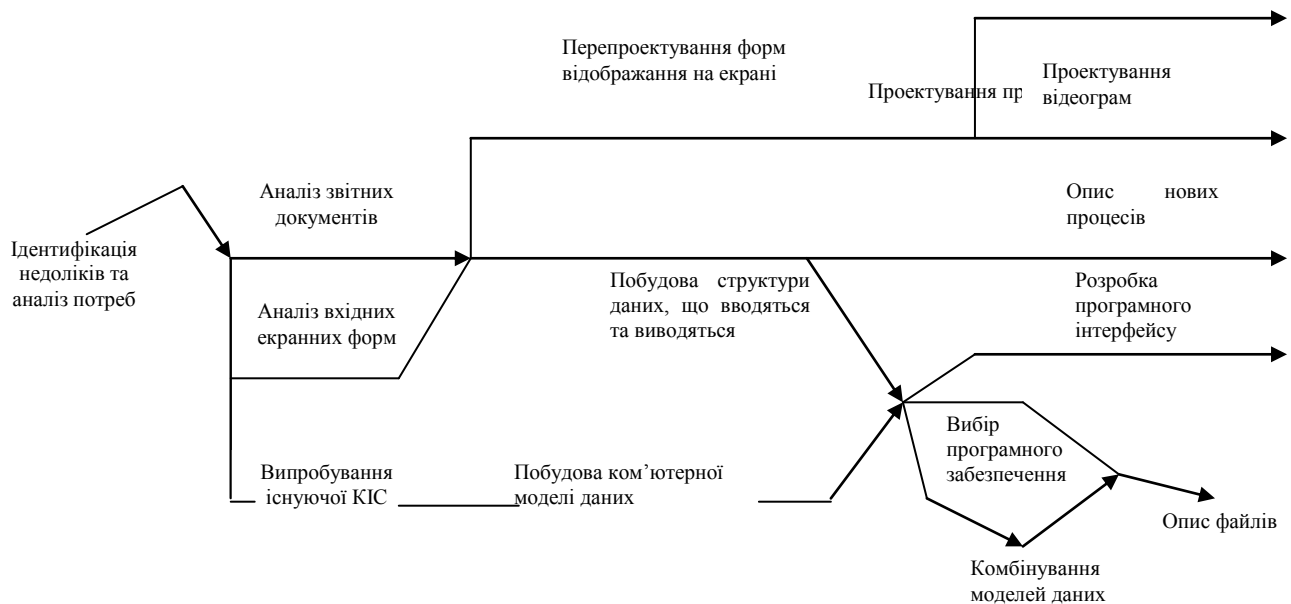 Перепроектування форм
відображання на екрані
Проектування
відеограм
Проектування
Аналіз звітних
документів
Опис нових
процесів
Ідентифікація
недоліків та
аналіз потреб
Аналіз вхідних
екранних форм
Побудова структури
даних, що вводяться
та виводяться
Розробка
програмного
інтерфейсу
Випробування
існуючої КІС
Побудова ком’ютерної
моделі даних
Вибір
програмного
забезпечення
Опис файлів
Комбінування
моделей даних